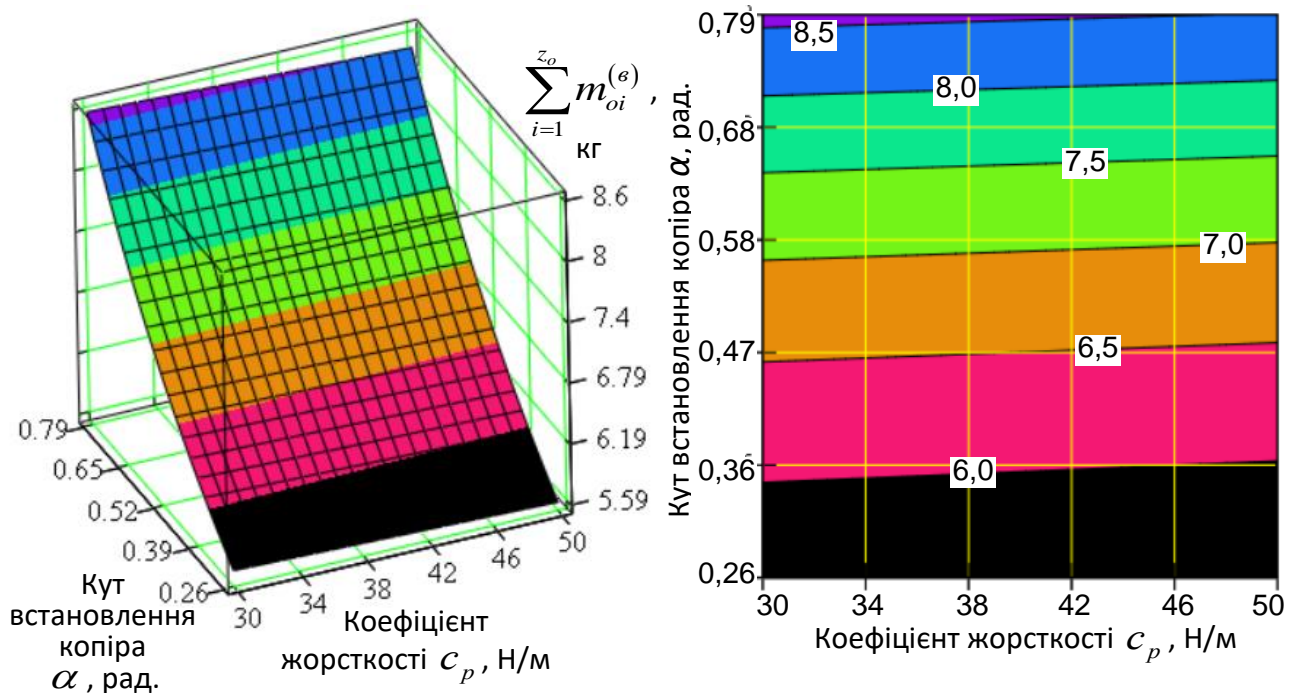 z_o
∑ m_{oi}^{(в)} ,
i=1
кг
8.6
8
7.4
6.79
6.19
5.59
0.79
0.65
0.52
0.39
0.26
30
34
38
42
46
50
Кут
встановлення
копіра
α , рад.
Коефіцієнт
жорсткості c_p , Н/м
Кут встановлення копіра α, рад.
0,79
0,68
0,58
0,47
0,36
0,26
8,5
8,0
7,5
7,0
6,5
6,0
30 34 38 42 46 50
Коефіцієнт жорсткості c_p , Н/м